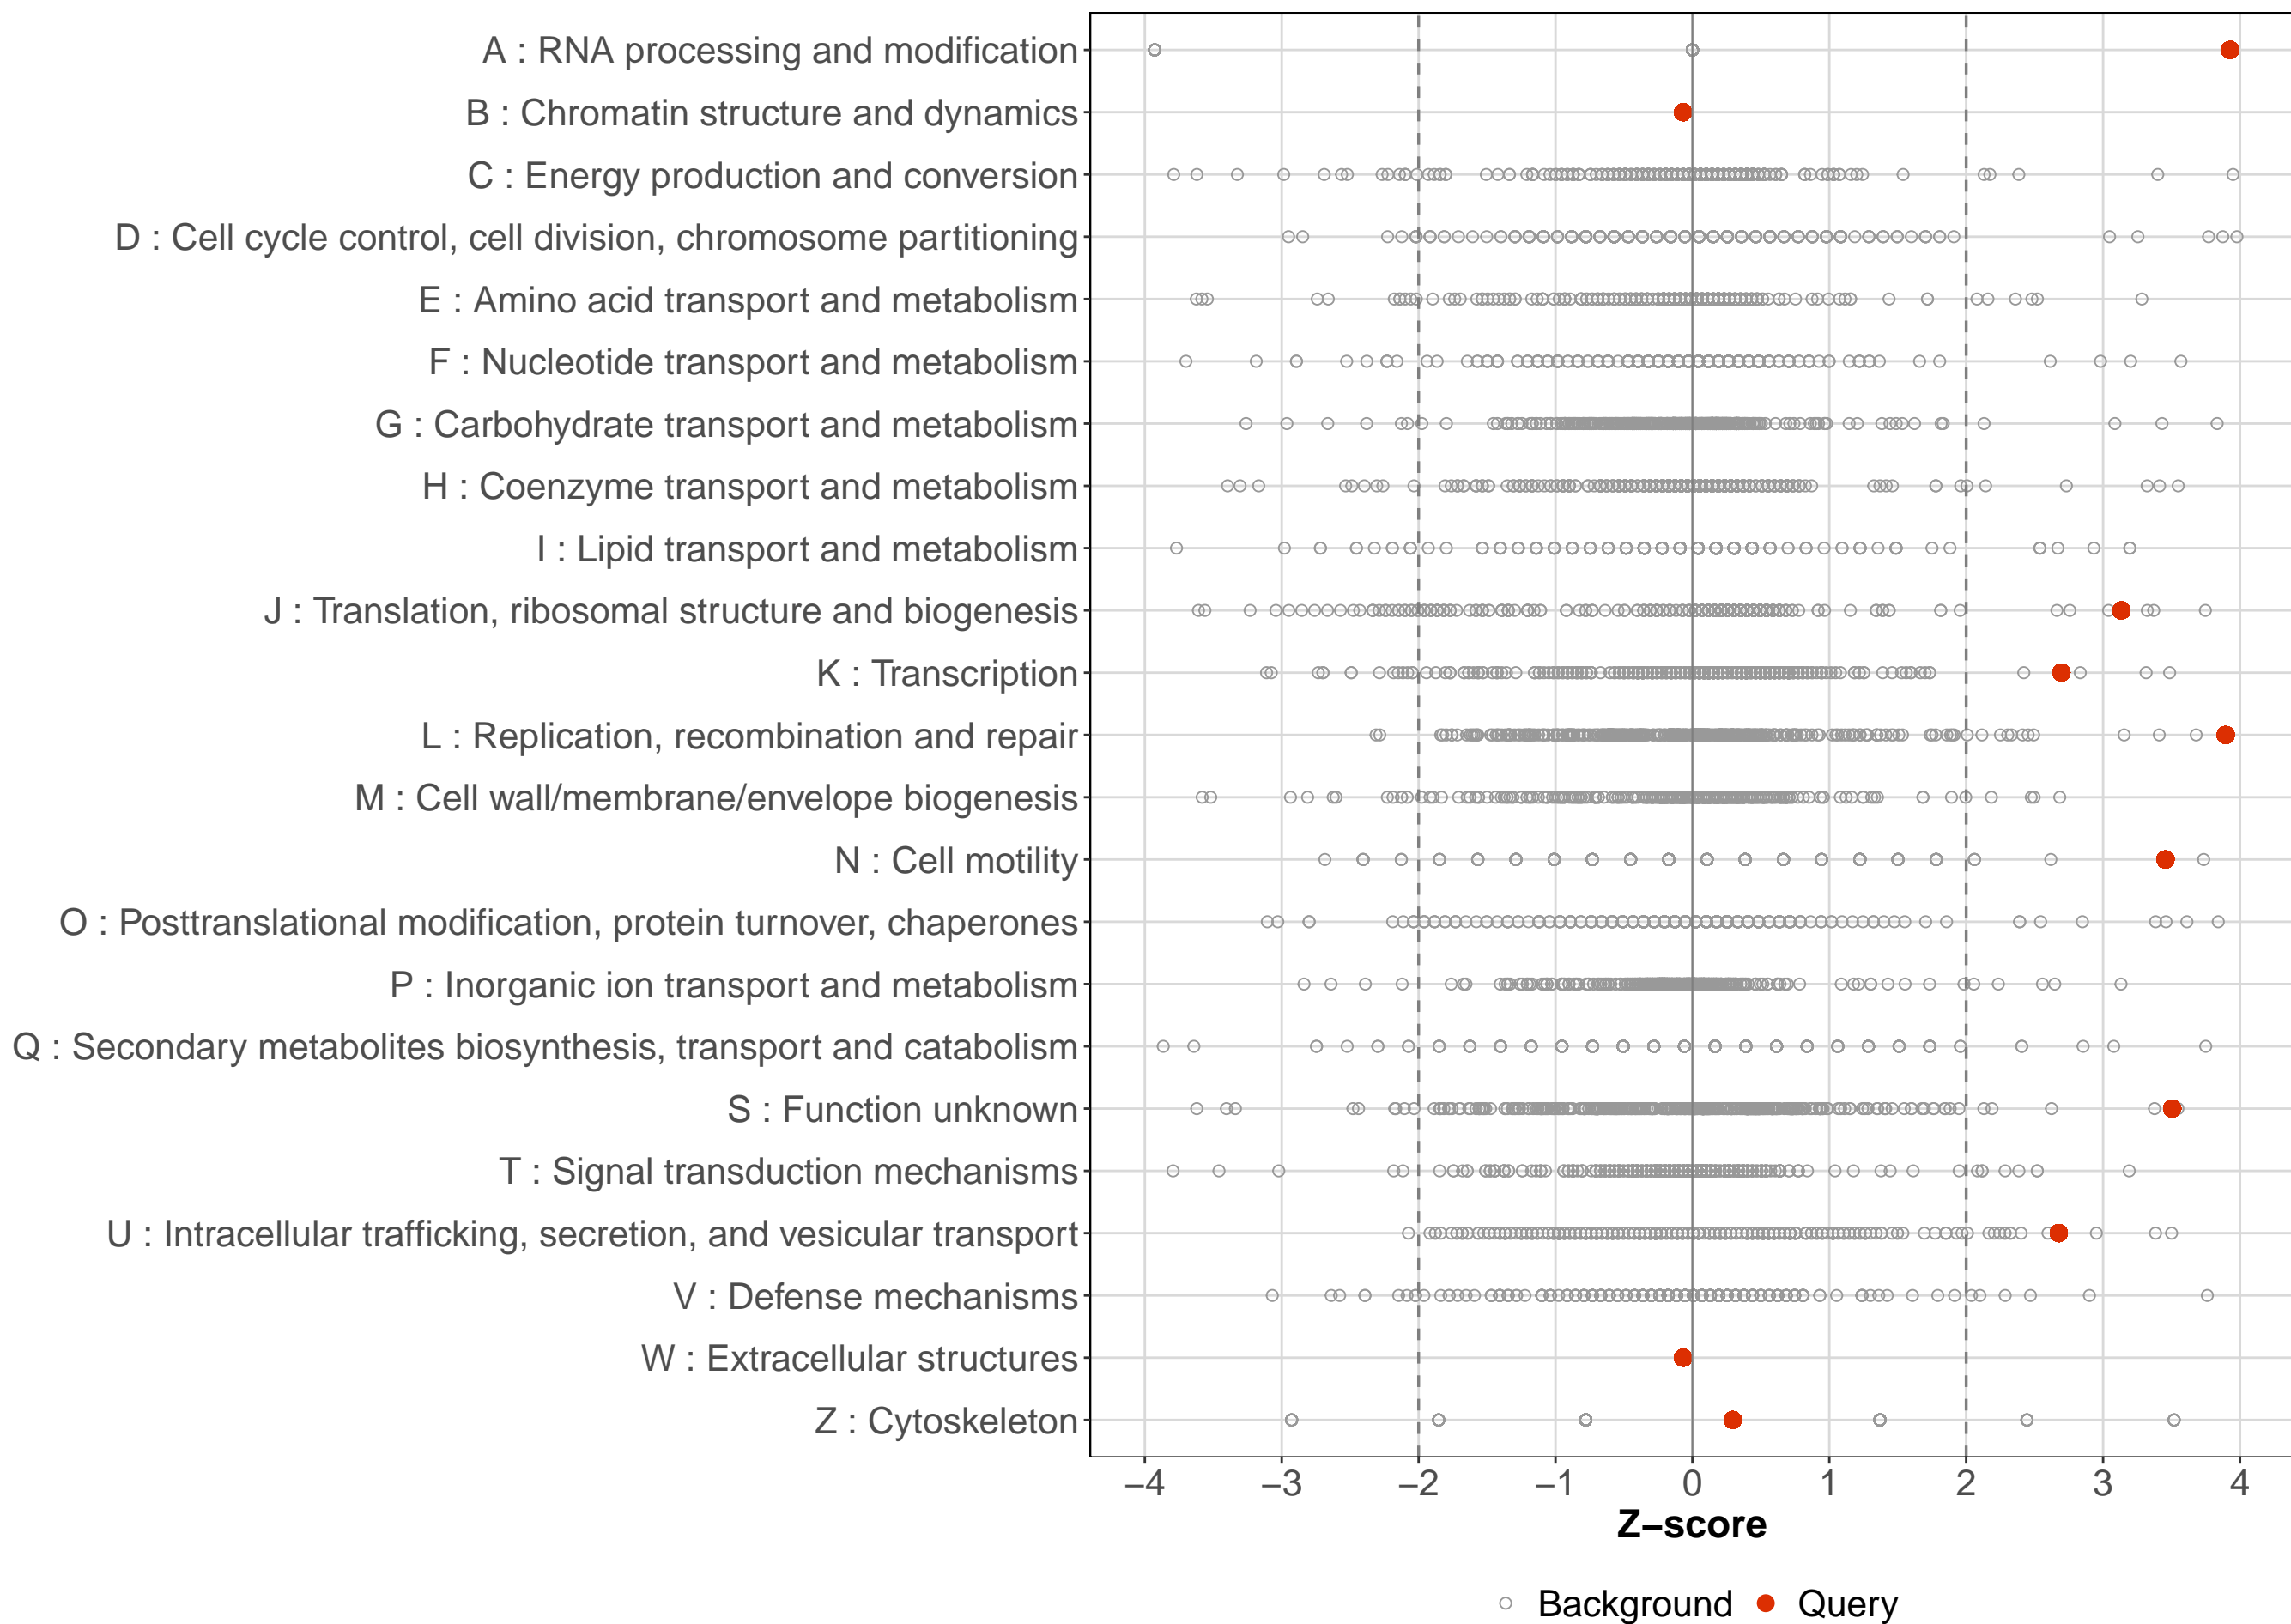 A : RNA processing and modification
B : Chromatin structure and dynamics
C : Energy production and conversion
D : Cell cycle control, cell division, chromosome partitioning
E : Amino acid transport and metabolism
F : Nucleotide transport and metabolism
G : Carbohydrate transport and metabolism
H : Coenzyme transport and metabolism
I : Lipid transport and metabolism
J : Translation, ribosomal structure and biogenesis
K : Transcription
L : Replication, recombination and repair
M : Cell wall/membrane/envelope biogenesis
N : Cell motility
O : Posttranslational modification, protein turnover, chaperones
P : Inorganic ion transport and metabolism
Q : Secondary metabolites biosynthesis, transport and catabolism
S : Function unknown
T : Signal transduction mechanisms
U : Intracellular trafficking, secretion, and vesicular transport
V : Defense mechanisms
W : Extracellular structures
Z : Cytoskeleton
−4 −3 −2 −1 0 1 2 3 4
Z−score
Background Query